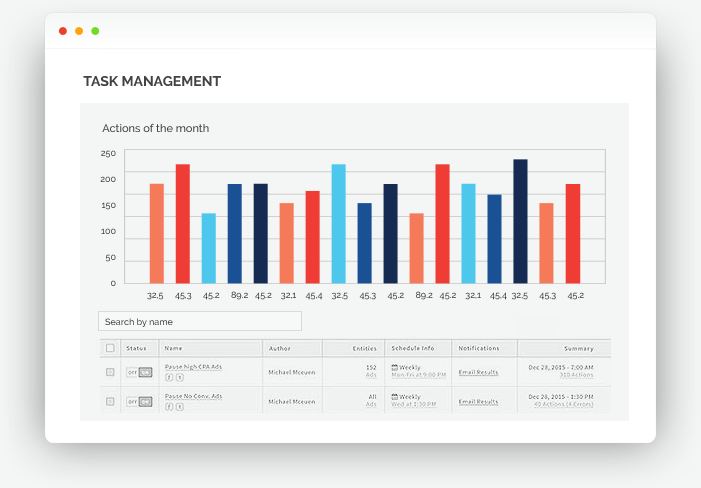 TASK MANAGEMENT
Actions of the month
250
200
150
100
50
0
32.5 45.3 45.2 89.2 45.2 32.1 45.4 32.5 45.3 45.2 89.2 45.2 32.1 45.4 32.5 45.3 45.2
Search by name
Status Name Author Entities Schedule Info Notifications Summary
OFF ON Pause high CPA Ads Michael Mceuen 152 Weekly Email Results Dec 28, 2015 - 7:00 AM
Ads Mon-Fri at 9:00 PM 310 Actions
OFF ON Pause No Conv. Ads Michael Mceuen All Weekly Email Results Dec 28, 2015 - 1:30 PM
Ads Wed at 1:30 PM 40 Actions (4 Errors)